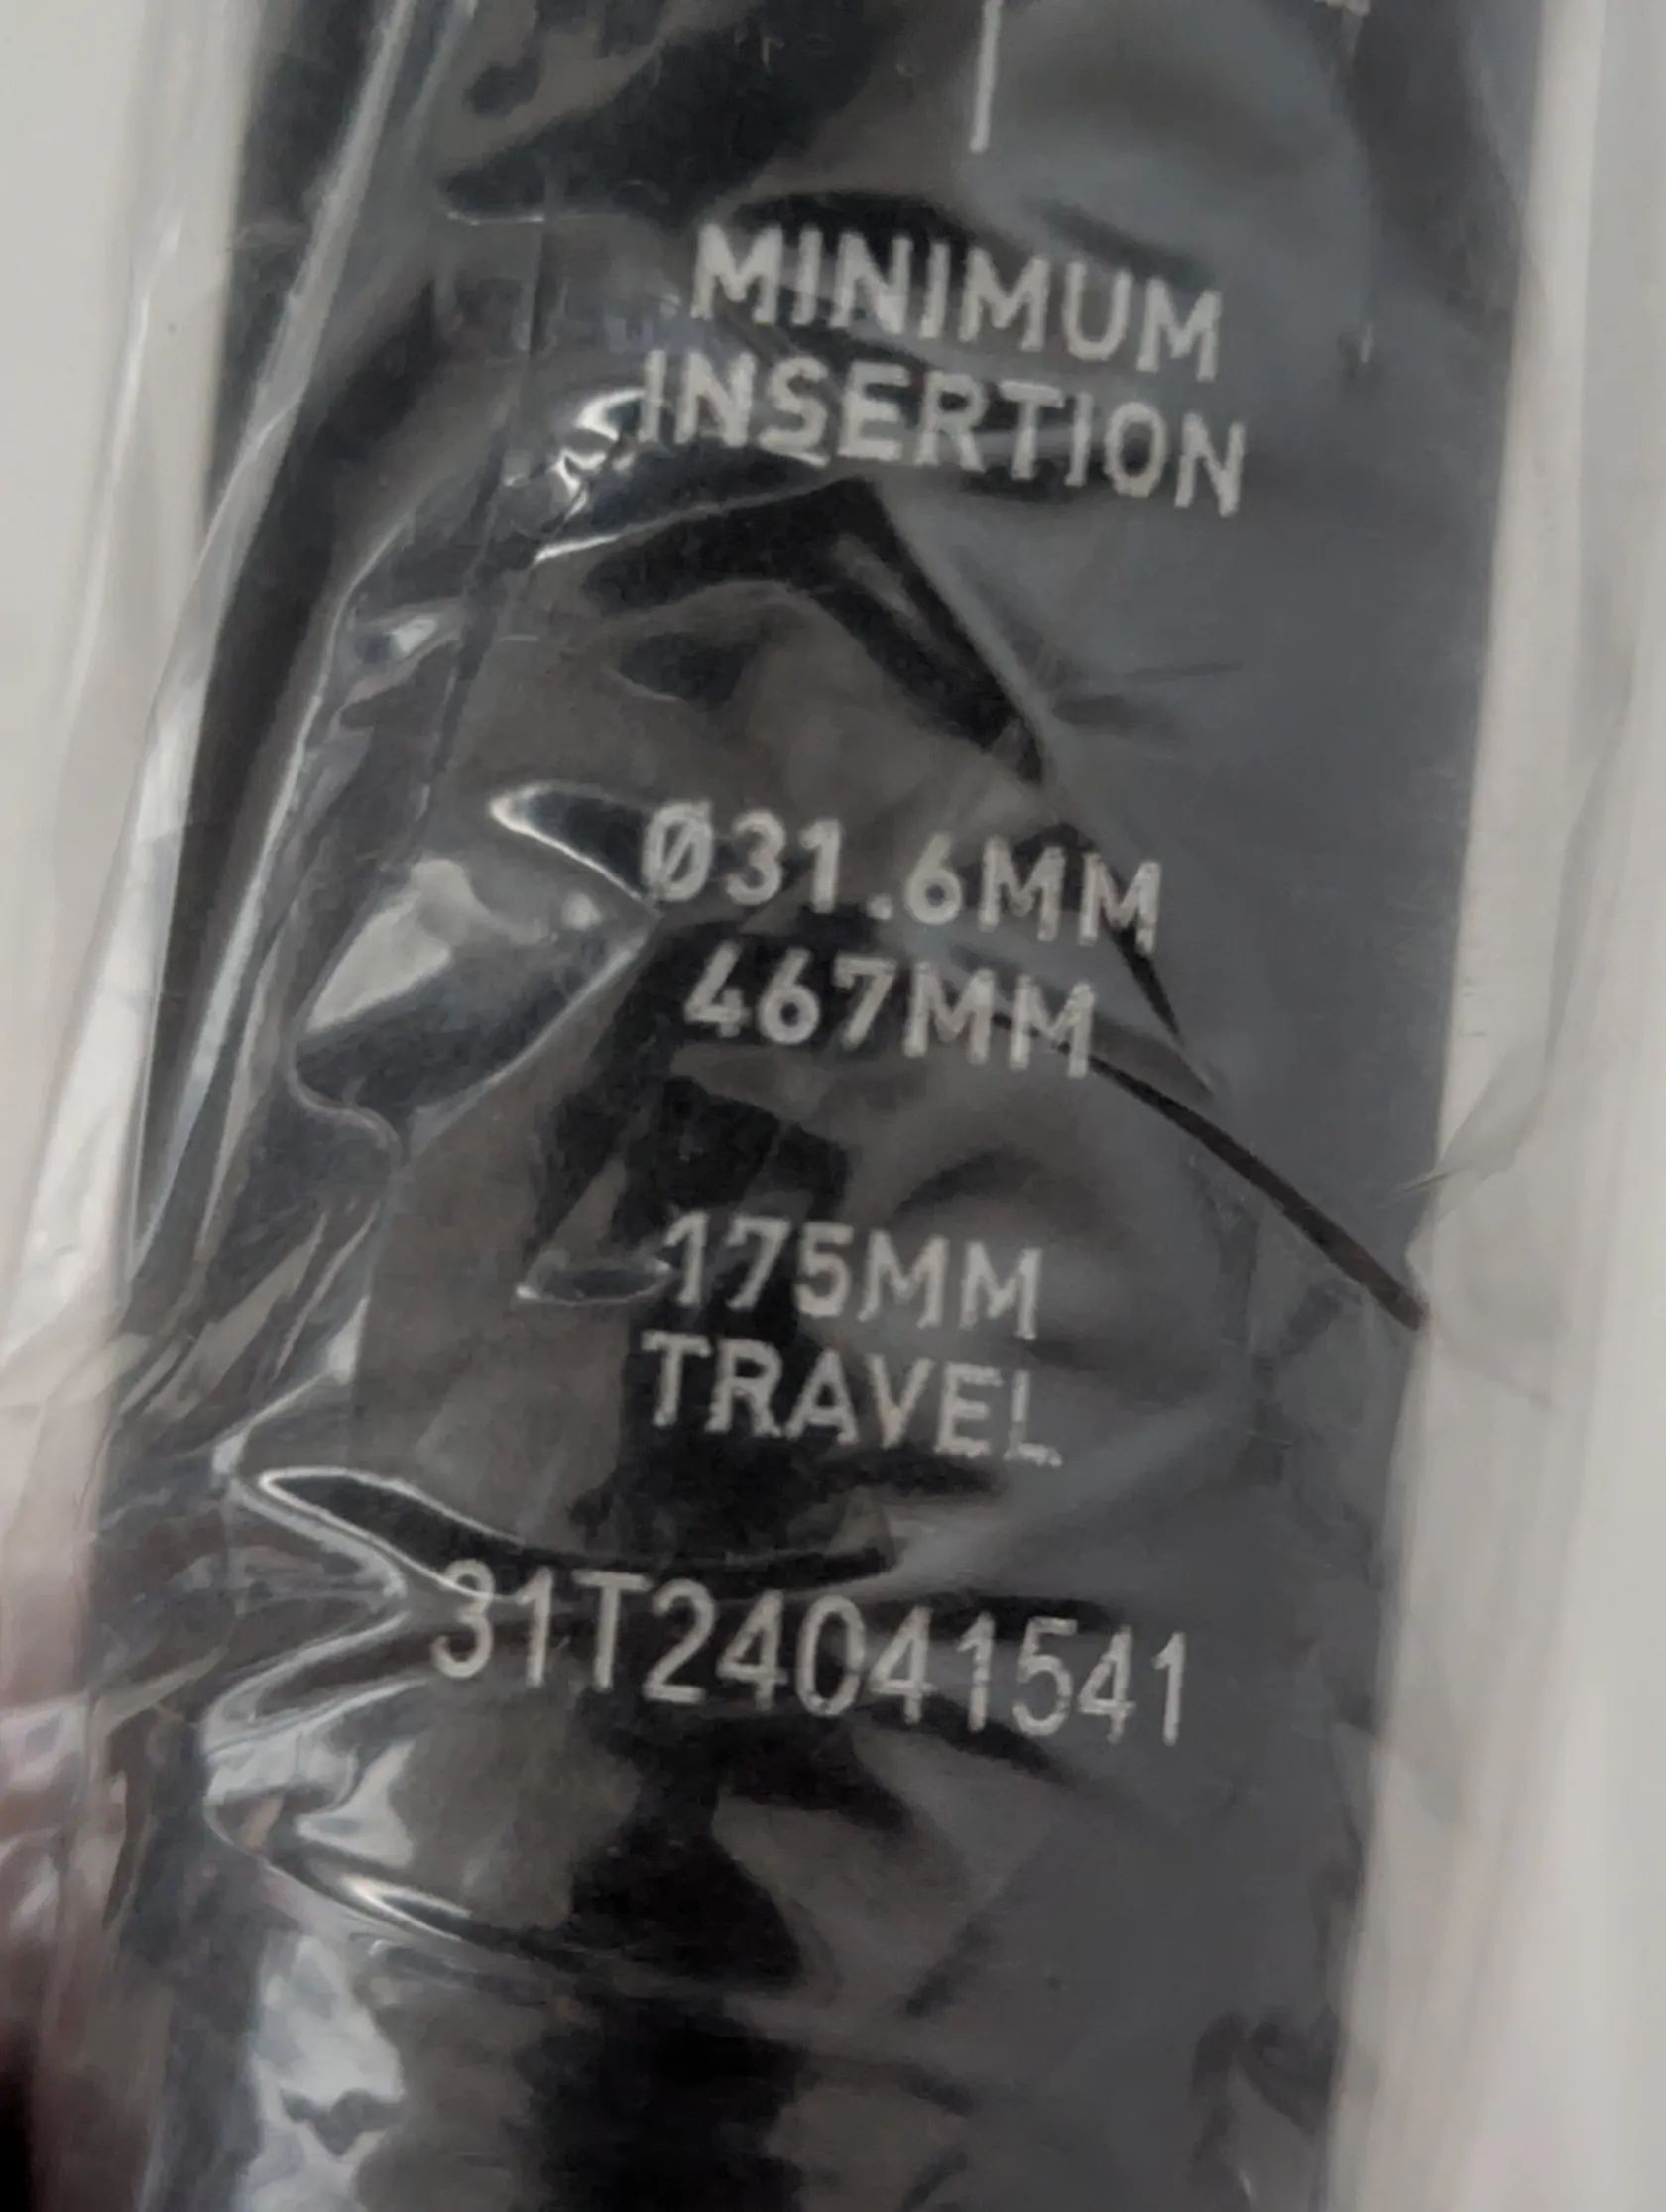 MINIMUM
INSERTION
Ø31.6MM
467MM
175MM
TRAVEL
31T24041541